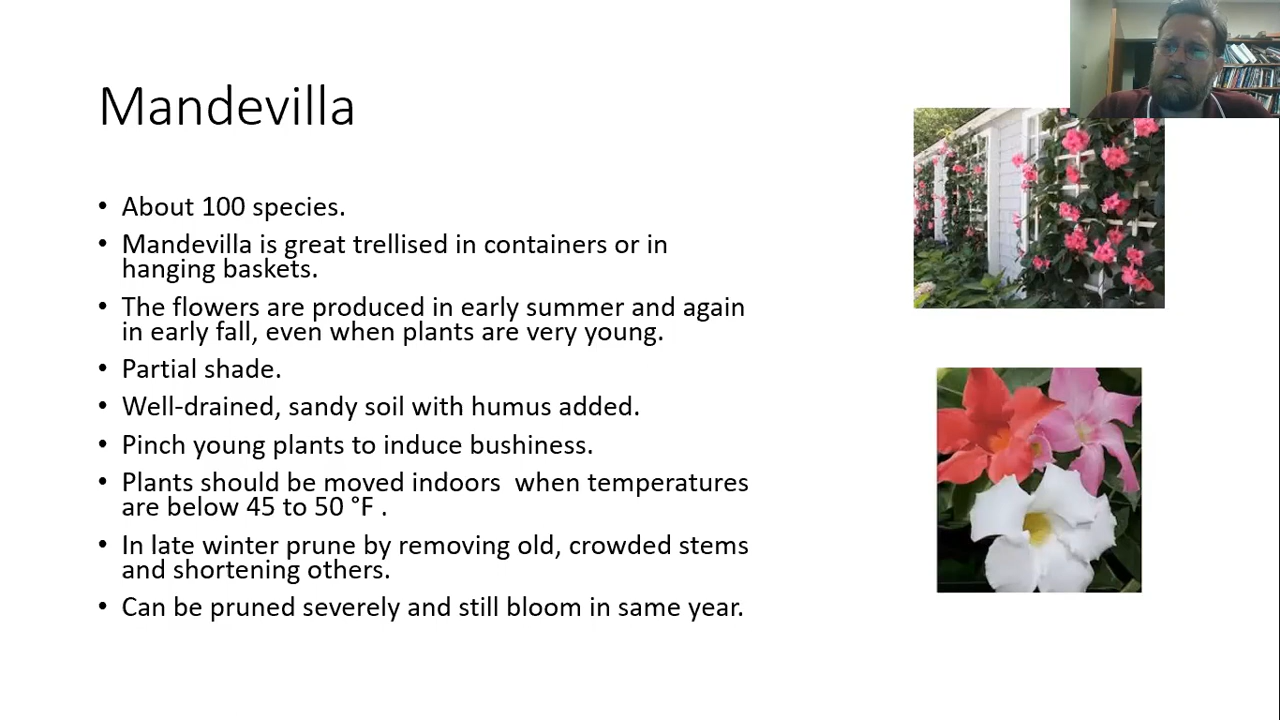 Mandevilla
• About 100 species.
• Mandevilla is great trellised in containers or in
hanging baskets.
• The flowers are produced in early summer and again
in early fall, even when plants are very young.
• Partial shade.
• Well-drained, sandy soil with humus added.
• Pinch young plants to induce bushiness.
• Plants should be moved indoors  when temperatures
are below 45 to 50 °F .
• In late winter prune by removing old, crowded stems
and shortening others.
• Can be pruned severely and still bloom in same year.